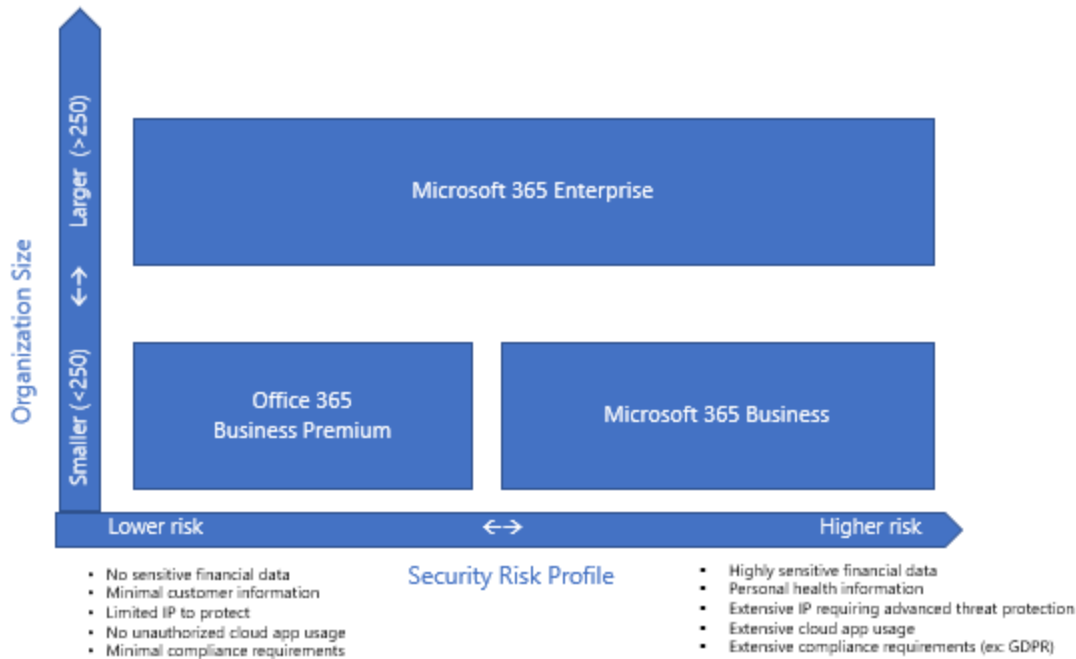 Organization Size
Larger (>250)
Smaller (<250)
Microsoft 365 Enterprise
Office 365
Business Premium
Microsoft 365 Business
Lower risk
Higher risk
Security Risk Profile
• No sensitive financial data
• Minimal customer information
• Limited IP to protect
• No unauthorized cloud app usage
• Minimal compliance requirements
▪ Highly sensitive financial data
▪ Personal health information
▪ Extensive IP requiring advanced threat protection
▪ Extensive cloud app usage
▪ Extensive compliance requirements (ex: GDPR)